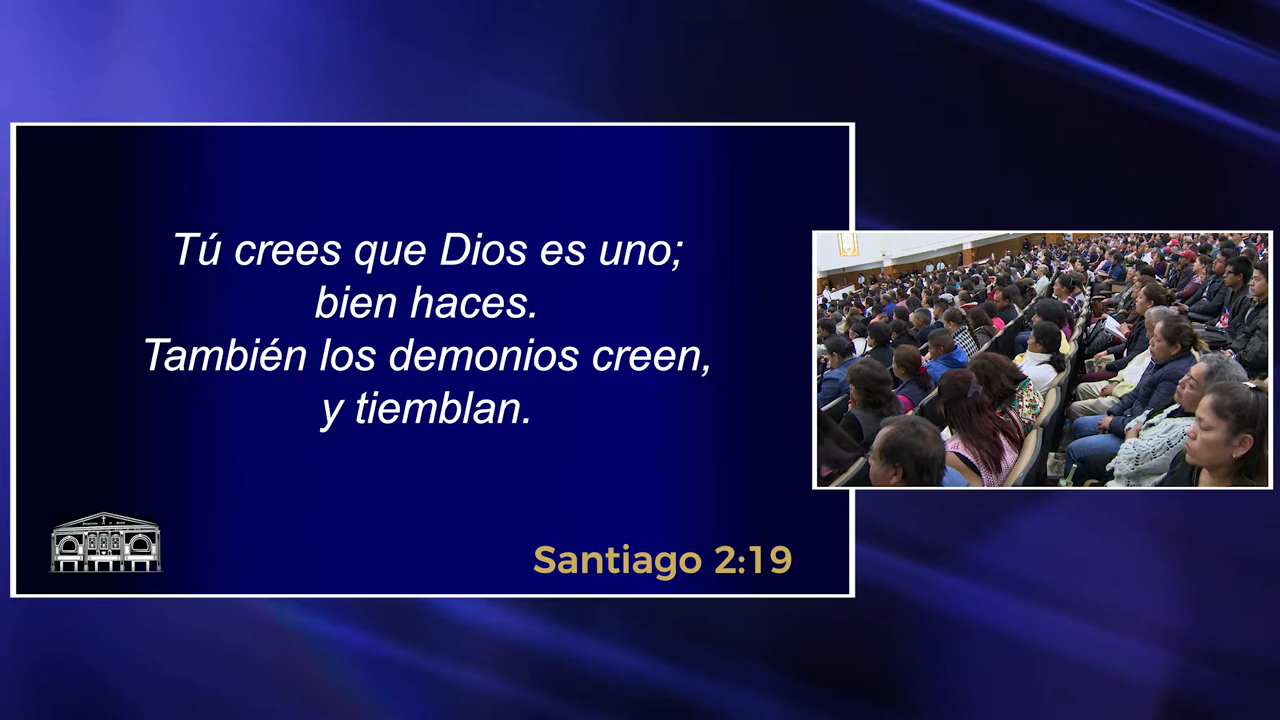 Tú crees que Dios es uno;
bien haces.
También los demonios creen,
y tiemblan.
Santiago 2:19